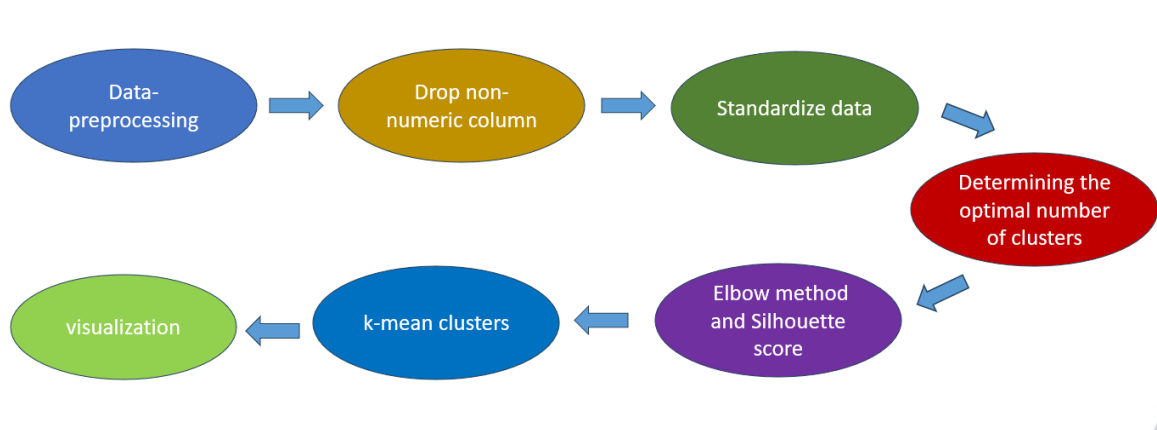 Data-
preprocessing
Drop non-
numeric column
Standardize data
Determining the
optimal number
of clusters
Elbow method
and Silhouette
score
k-mean clusters
visualization